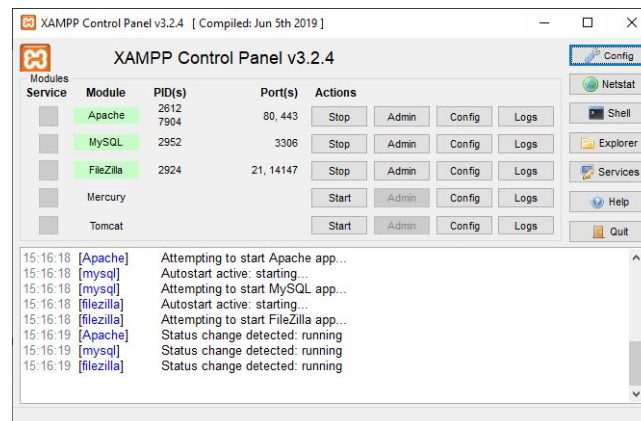 XAMPP Control Panel v3.2.4 [ Compiled: Jun 5th 2019 ]
XAMPP Control Panel v3.2.4
Config
Modules
Service Module PID(s) Port(s) Actions
Netstat
Apache 2612 7904 80, 443 Stop Admin Config Logs
Shell
MySQL 2952 3306 Stop Admin Config Logs
Explorer
FileZilla 2924 21, 14147 Stop Admin Config Logs
Services
Mercury Start Admin Config Logs
Help
Tomcat Start Admin Config Logs
Quit
15:16:18 [Apache] Attempting to start Apache app...
15:16:18 [mysql] Autostart active: starting...
15:16:18 [mysql] Attempting to start MySQL app...
15:16:18 [filezilla] Autostart active: starting...
15:16:18 [filezilla] Attempting to start FileZilla app...
15:16:19 [Apache] Status change detected: running
15:16:19 [mysql] Status change detected: running
15:16:19 [filezilla] Status change detected: running